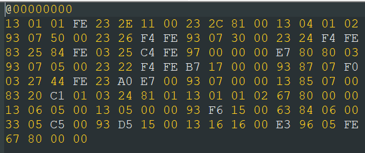 @00000000
13 01 01 FE 23 2E 11 00 23 2C 81 00 13 04 01 02
93 07 50 00 23 26 F4 FE 93 07 30 00 23 24 F4 FE
83 25 84 FE 03 25 C4 FE 97 00 00 00 E7 80 80 03
93 07 05 00 23 22 F4 FE B7 17 00 00 93 87 07 F0
03 27 44 FE 23 A0 E7 00 93 07 00 00 13 85 07 00
83 20 C1 01 03 24 81 01 13 01 01 02 67 80 00 00
13 06 05 00 13 05 00 00 93 F6 15 00 63 84 06 00
33 05 C5 00 93 D5 15 00 13 16 16 00 E3 96 05 FE
67 80 00 00